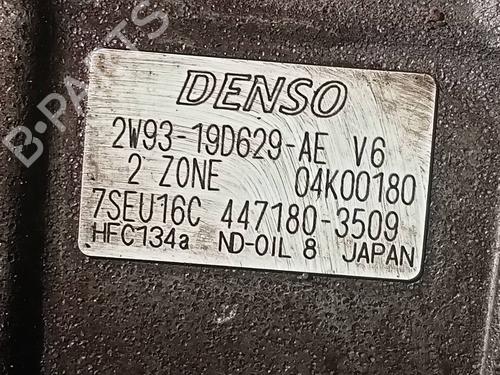 B-PARTS
DENSO
2W93-19D629-AE V6
2 ZONE 04K00180
7SEU16C 447180-3509
HFC134a ND-OIL 8 JAPAN